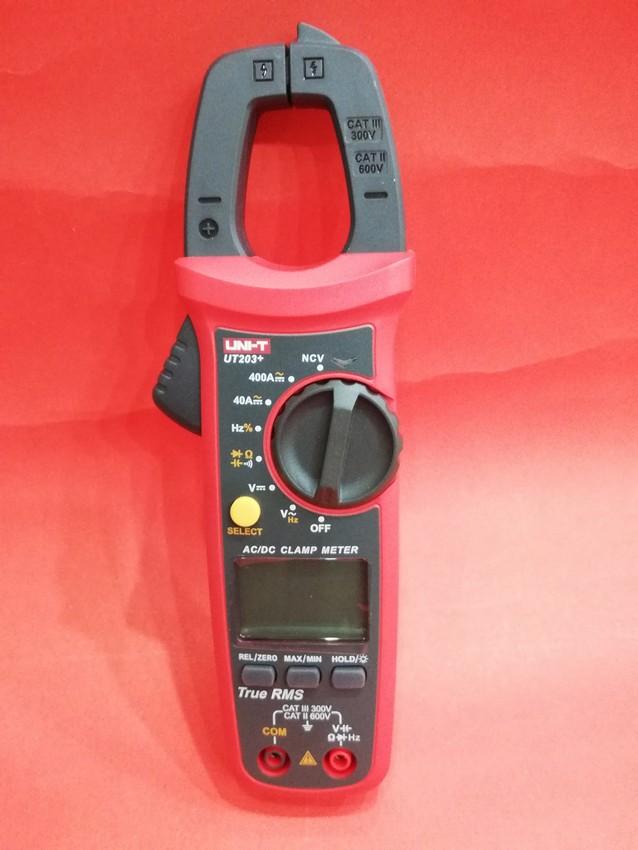 CAT III
300V
CAT II
600V
UNI-T
UT203+
NCV
400A
40A
Hz%
Ω
V
V~
Hz
OFF
SELECT
AC/DC CLAMP METER
REL/ZERO MAX/MIN HOLD/
True RMS
CAT III 300V
CAT II 600V
COM
V
Ω Hz